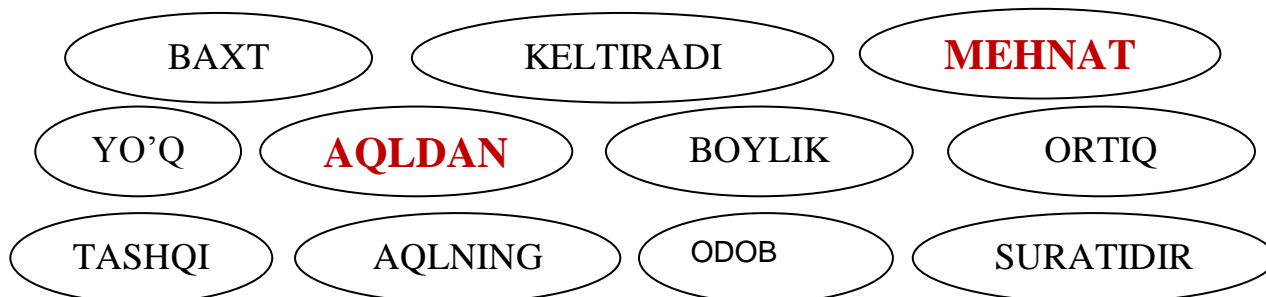 BAXT KELTIRADI MEHNAT
YO’Q AQLDAN BOYLIK ORTIQ
TASHQI AQLNING ODOB SURATIDIR